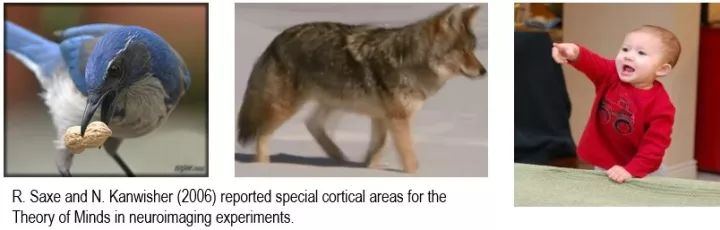 R. Saxe and N. Kanwisher (2006) reported special cortical areas for the
Theory of Minds in neuroimaging experiments.